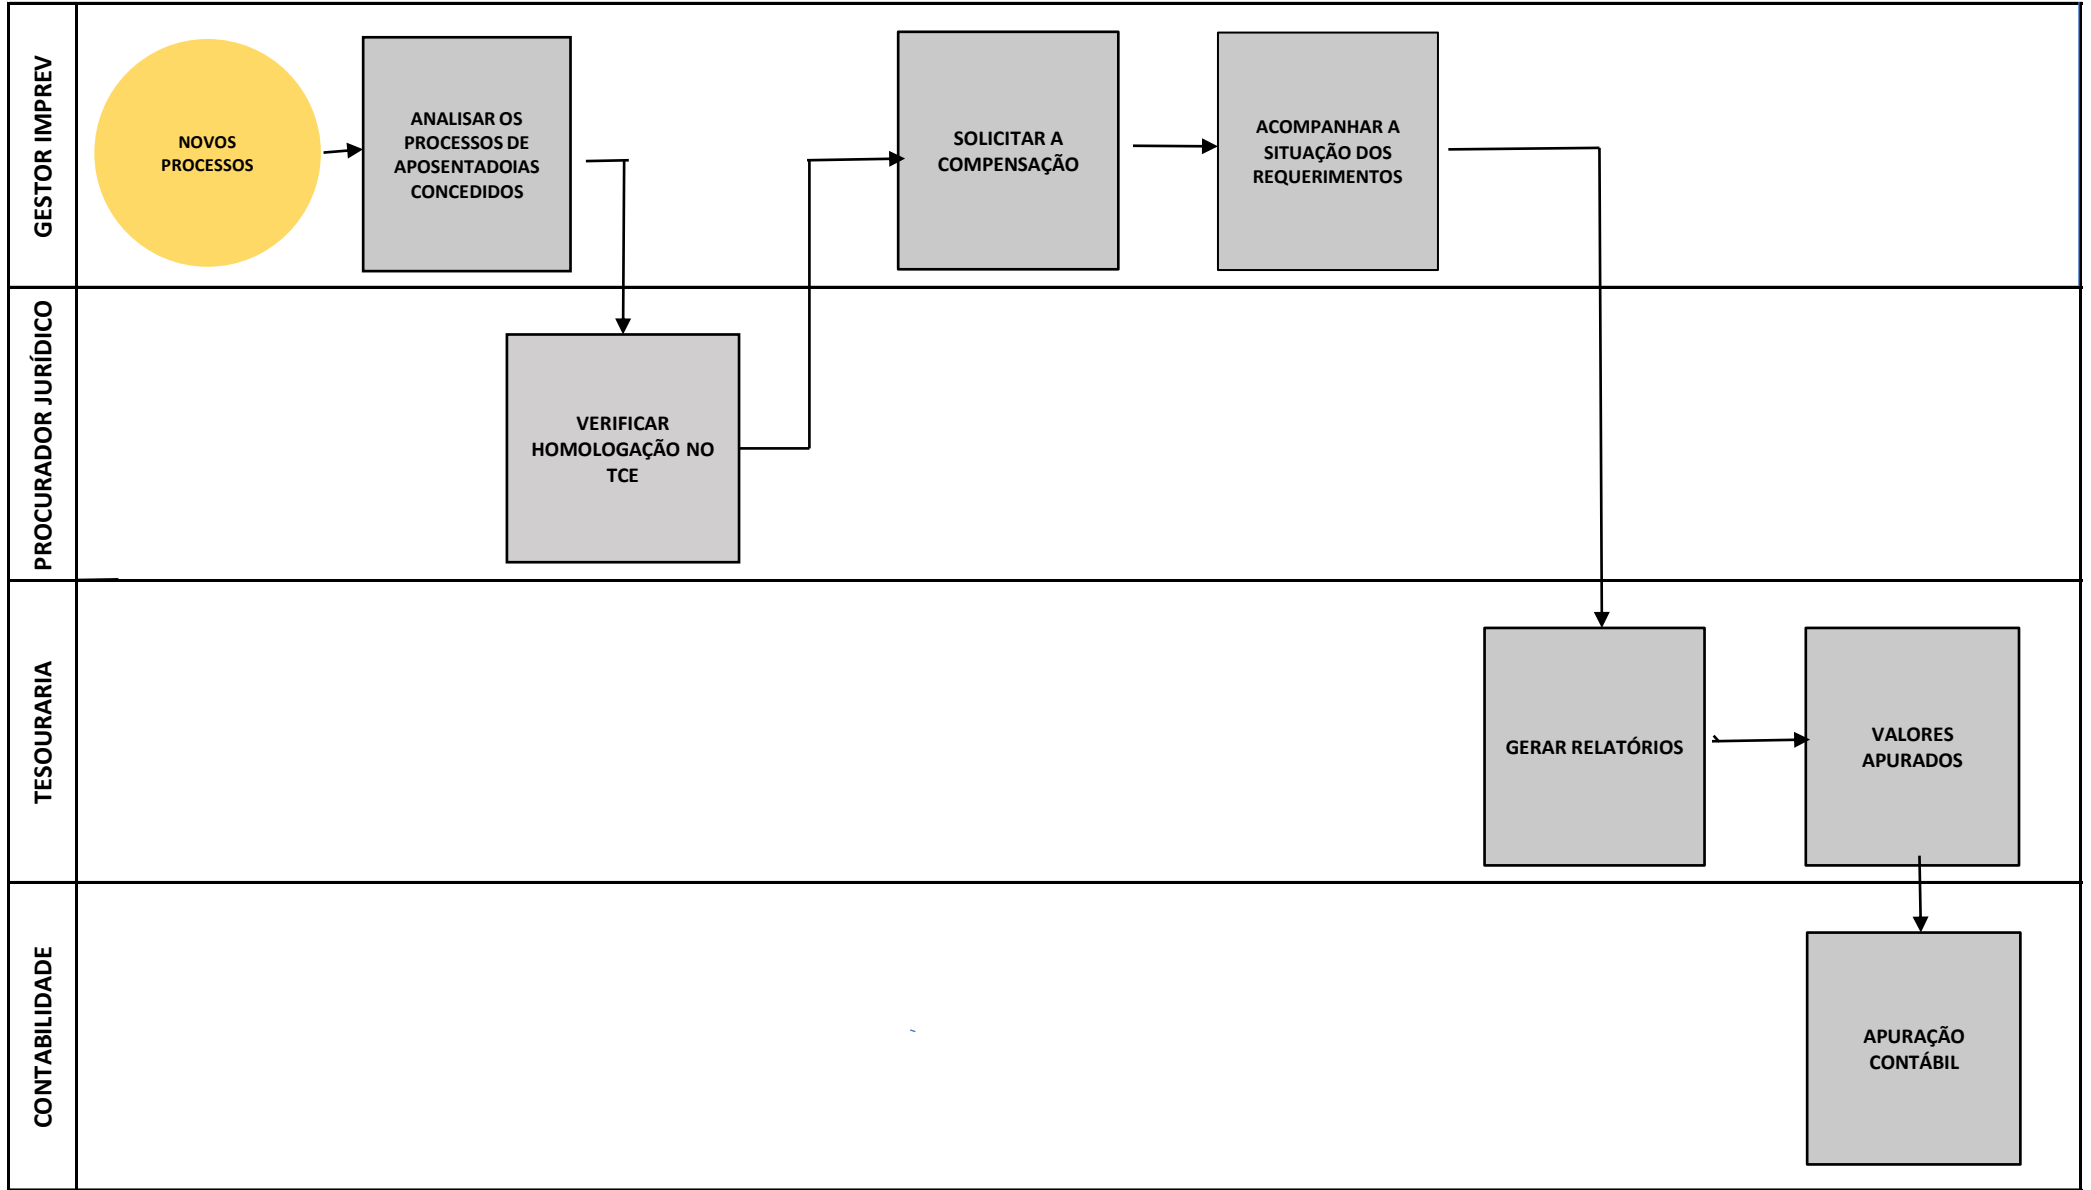 GESTOR IMPREV
NOVOS
PROCESSOS
ANALISAR OS
PROCESSOS DE
APOSENTADOIAS
CONCEDIDOS
SOLICITAR A
COMPENSAÇÃO
ACOMPANHAR A
SITUAÇÃO DOS
REQUERIMENTOS
PROCURADOR JURÍDICO
VERIFICAR
HOMOLOGAÇÃO NO
TCE
TESOURARIA
GERAR RELATÓRIOS
VALORES
APURADOS
CONTABILIDADE
APURAÇÃO
CONTÁBIL